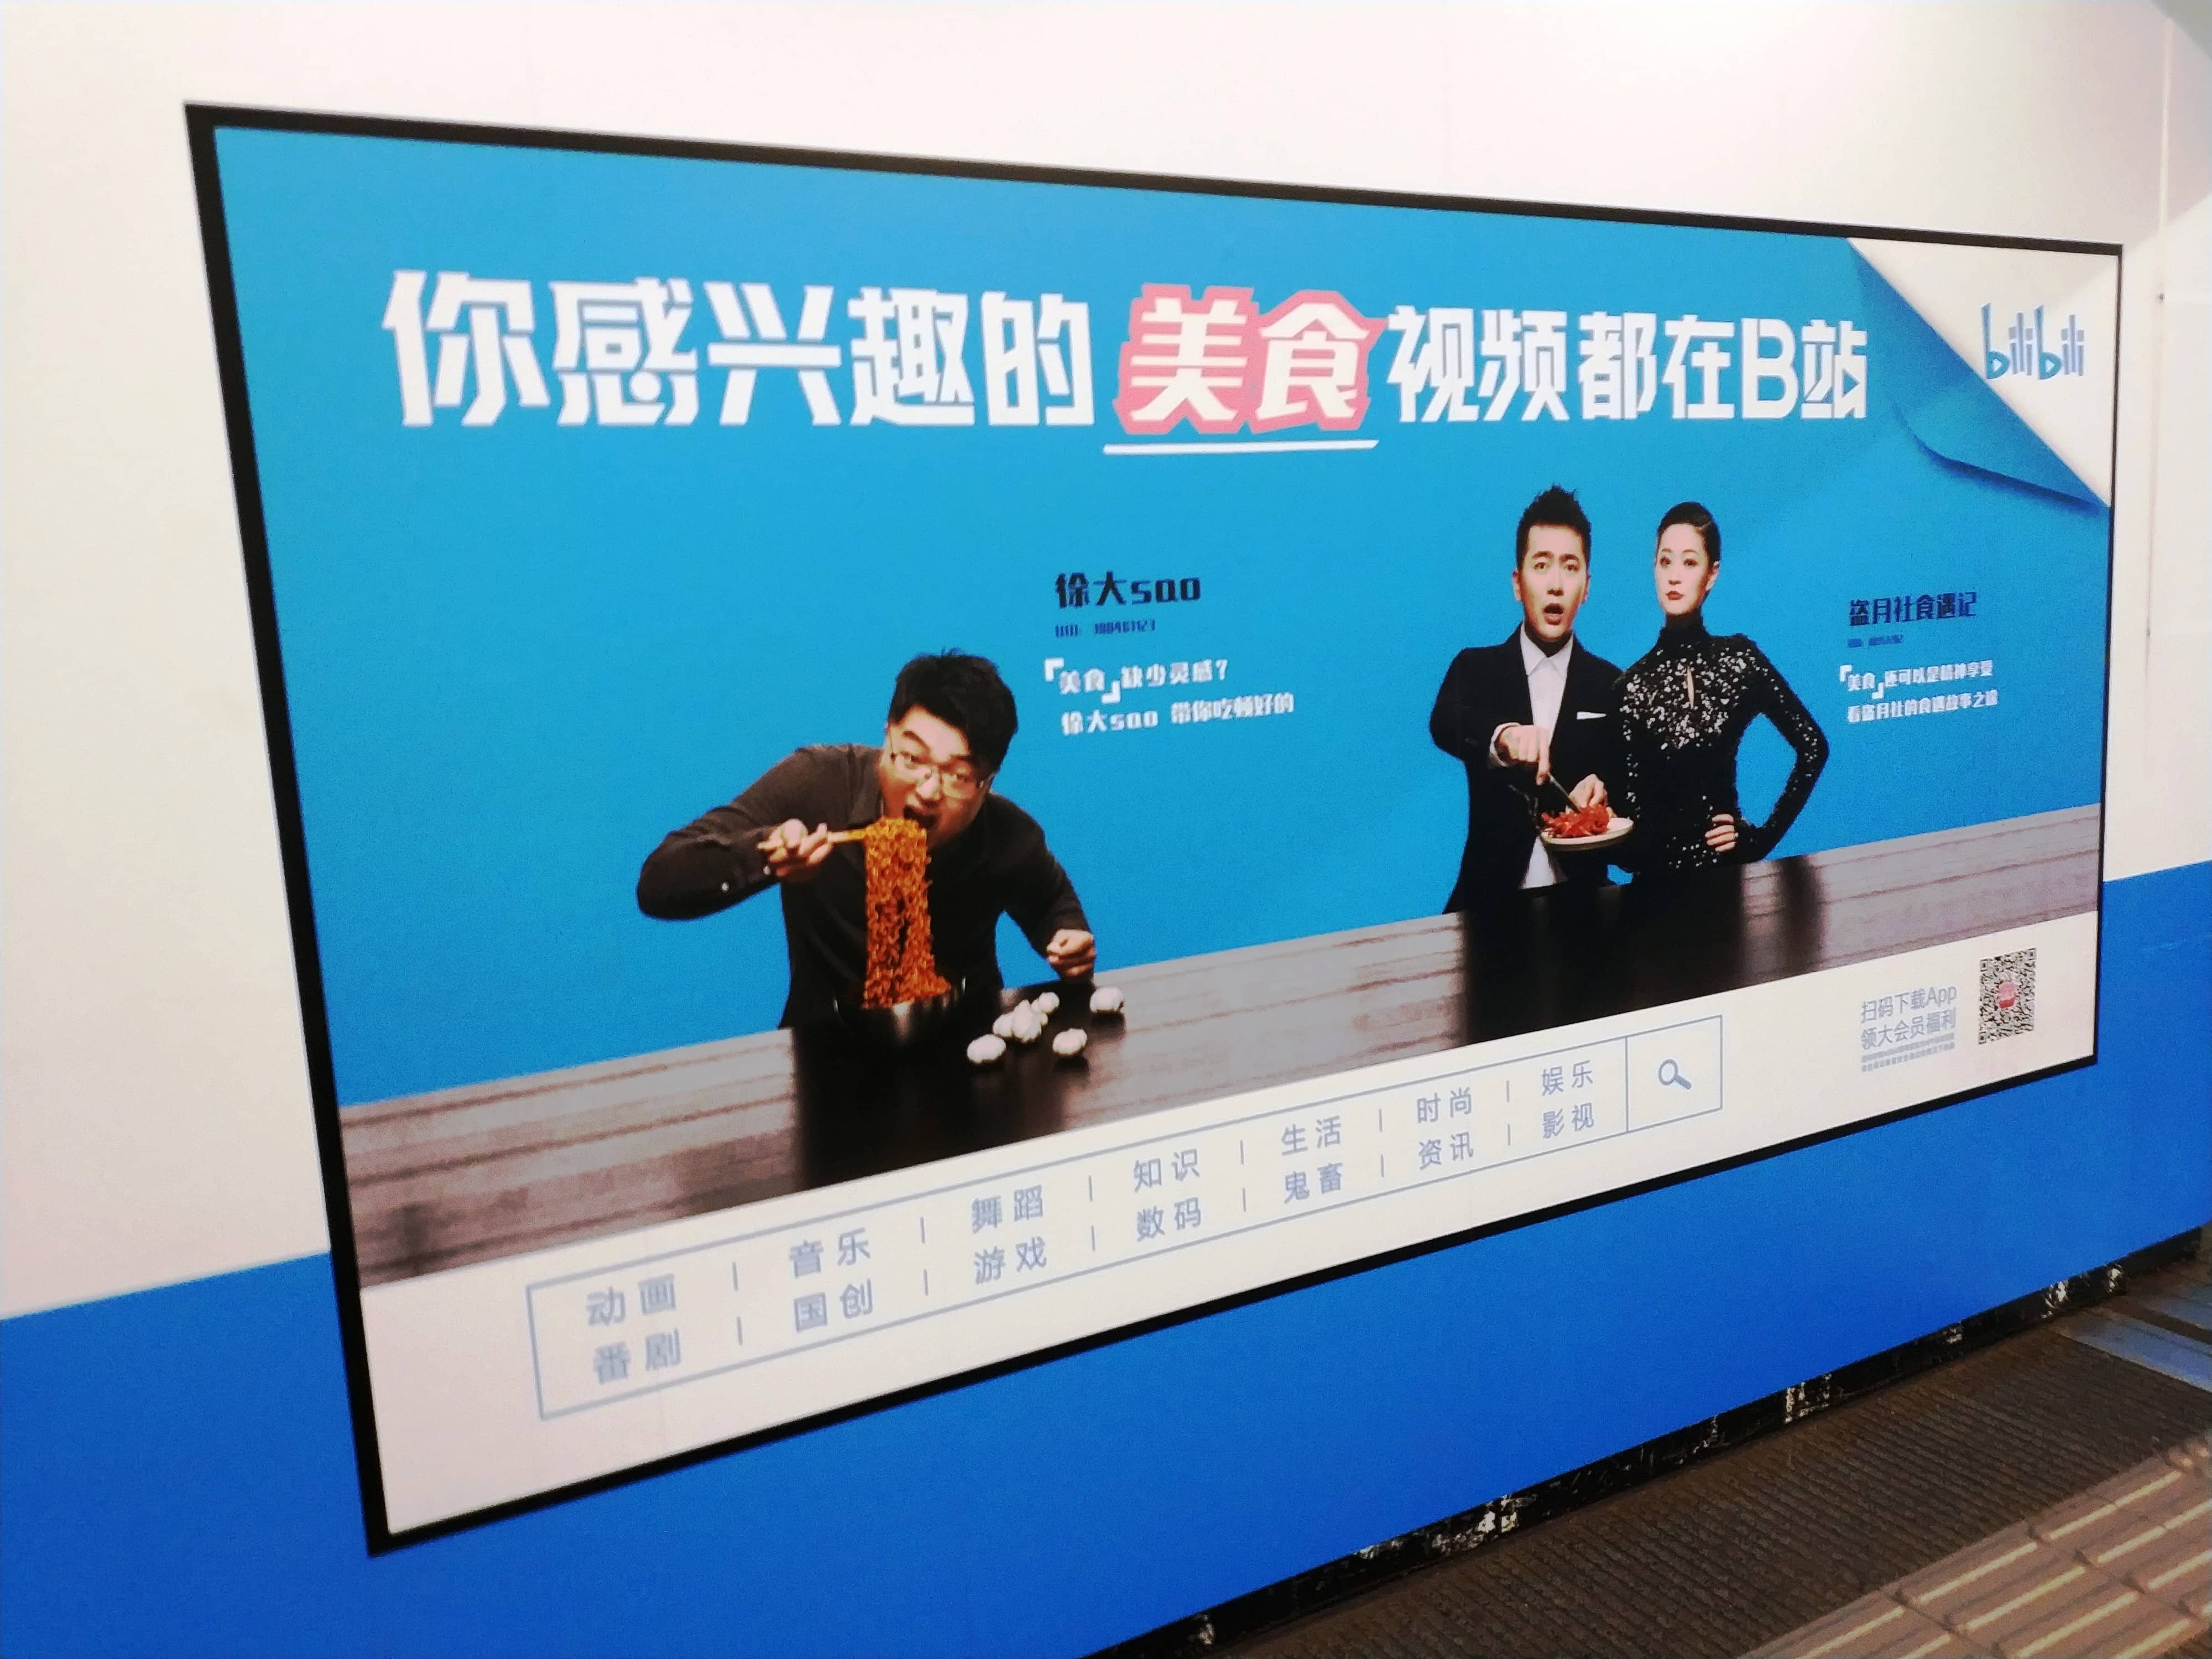 你感兴趣的美食视频都在B站
bilibili
徐大sao
「美食」缺少灵感？
徐大sao 带你吃顿好的
盗月社食遇记
「美食」还可以是精神享受
看盗月社的食遇故事之旅
扫码下载App
领大会员福利
动画 | 音乐 | 舞蹈 | 知识 | 生活 | 时尚 | 娱乐
番剧 | 国创 | 游戏 | 数码 | 鬼畜 | 资讯 | 影视